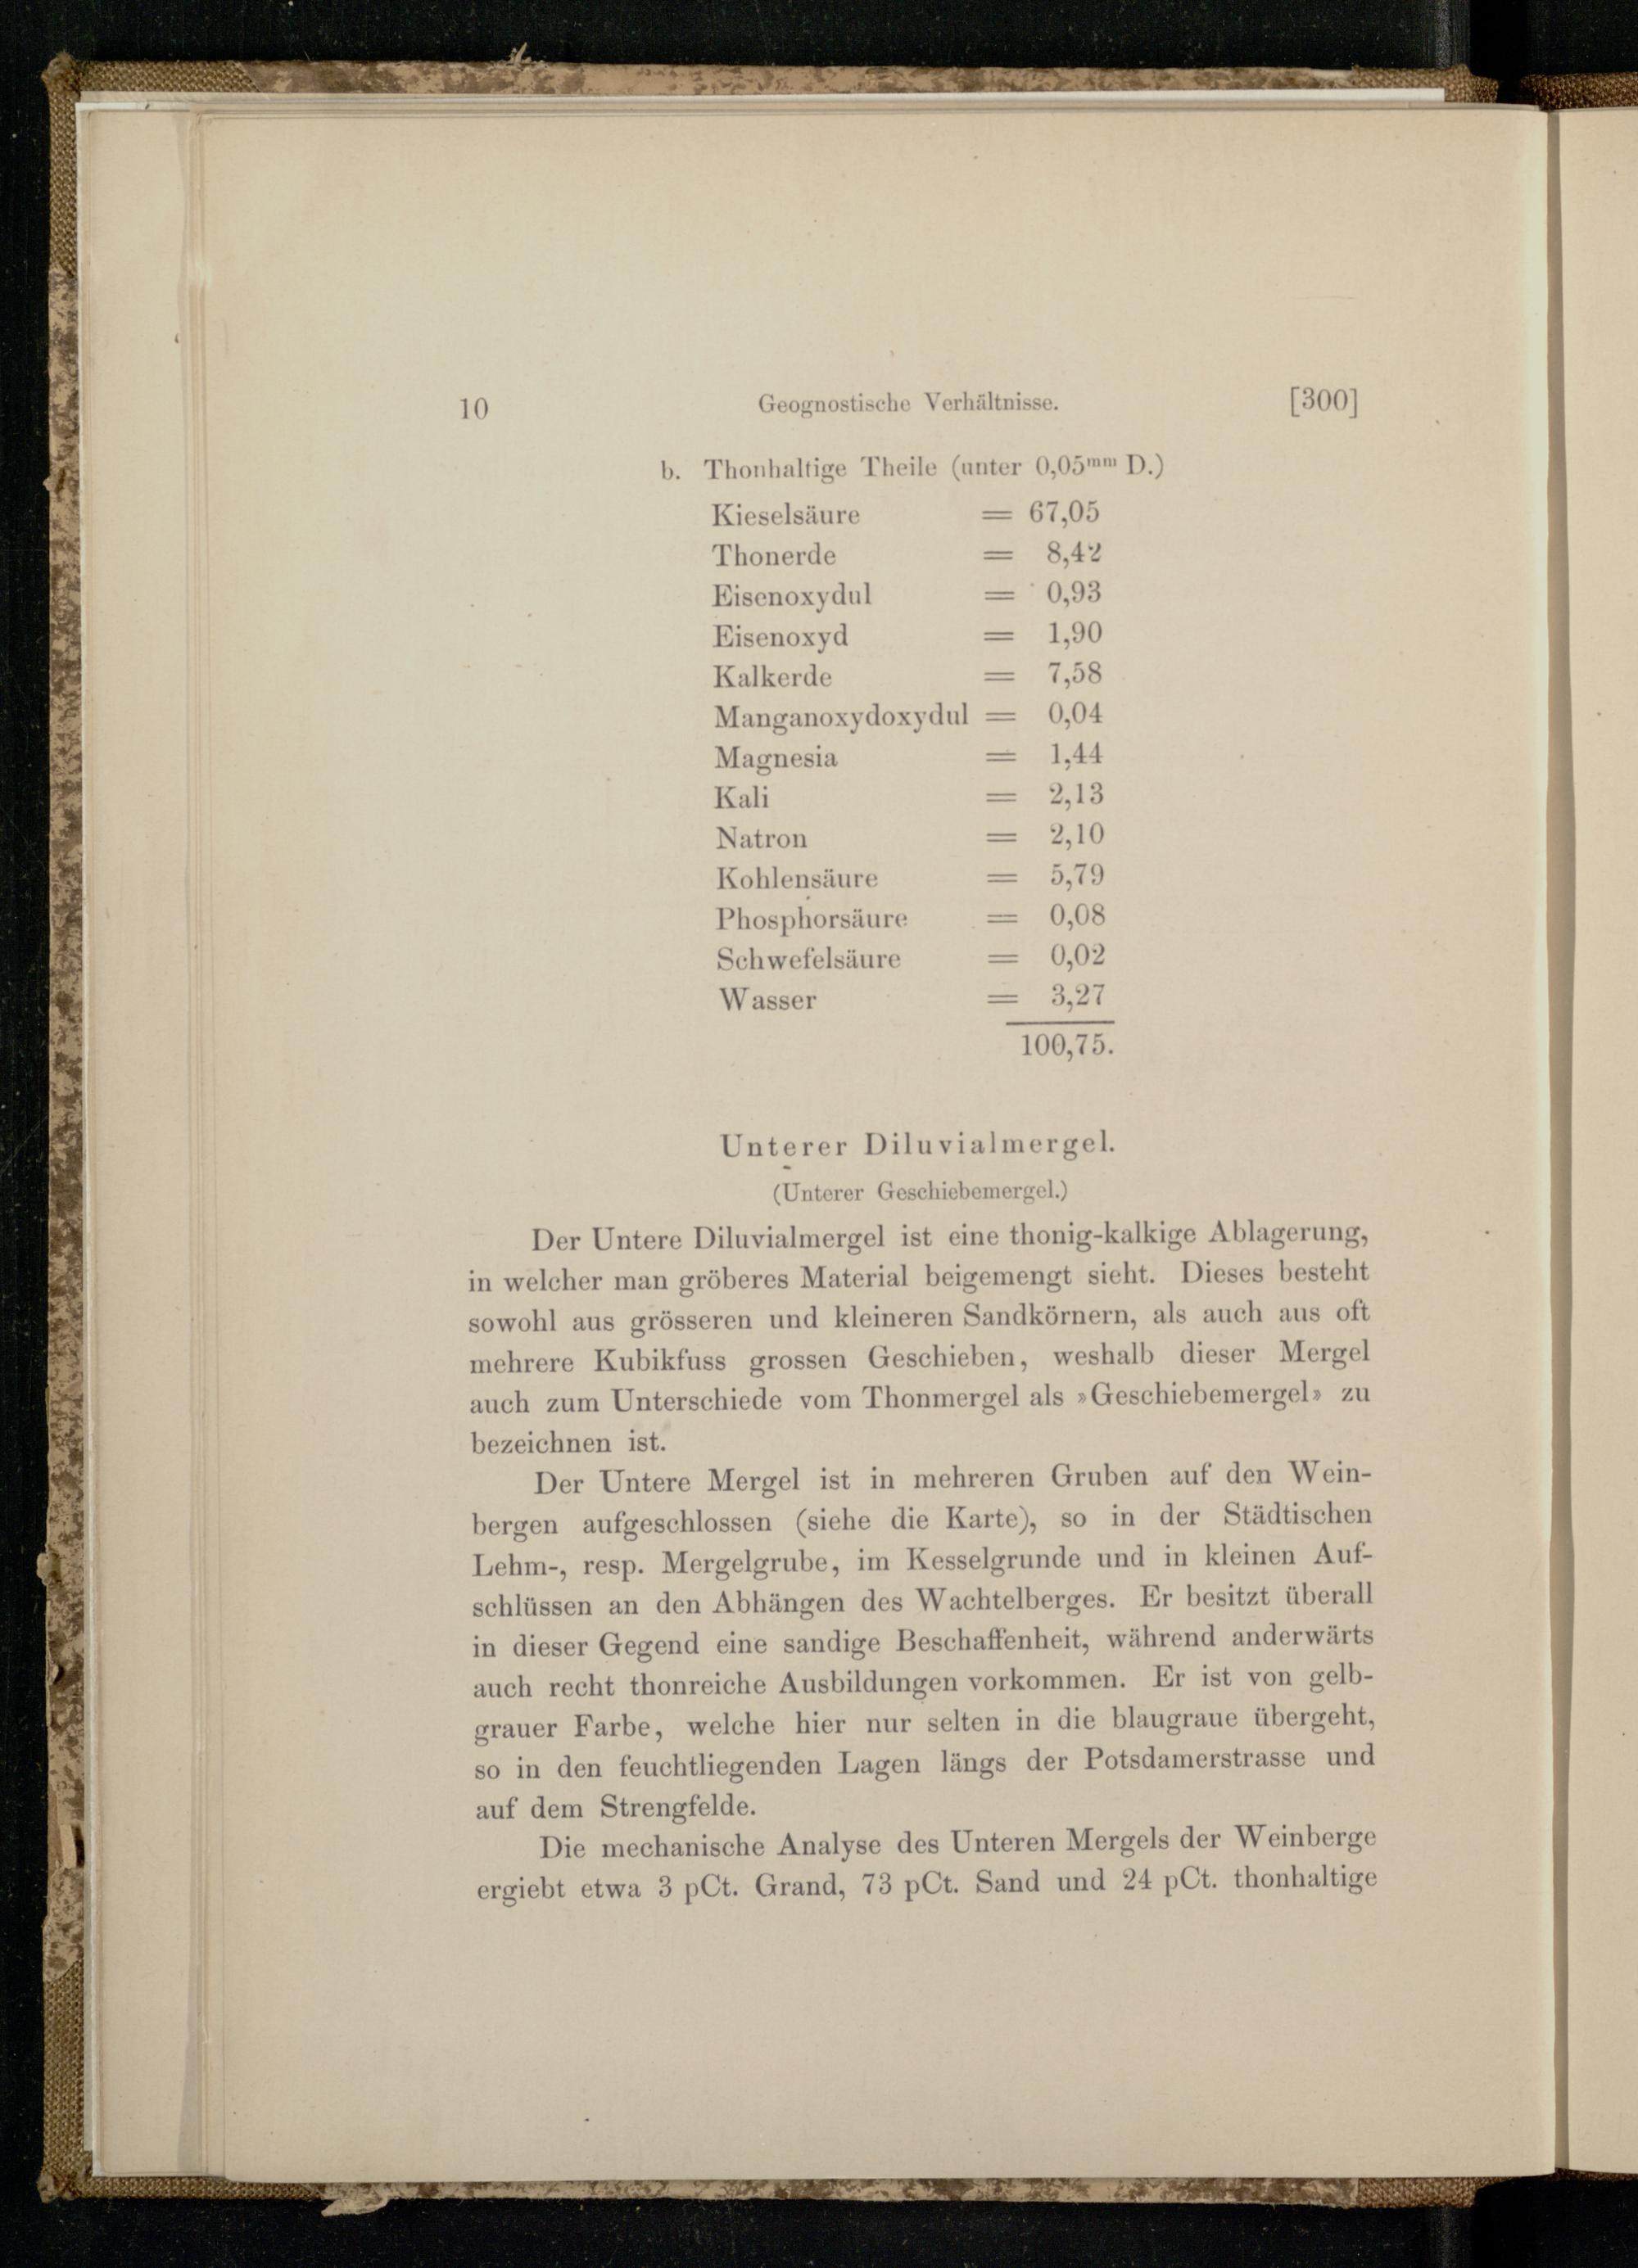 10 Geognostische Verhältnisse. [300]
b. Thonhaltige Theile (unter 0,05mm D.)
Kieselsäure = 67,05
Thonerde = 8,42
Eisenoxydul = 0,93
Eisenoxyd = 1,90
Kalkerde = 7,58
Manganoxydoxydul = 0,04
Magnesia = 1,44
Kali = 2,13
Natron = 2,10
Kohlensäure = 5,79
Phosphorsäure = 0,08
Schwefelsäure = 0,02
Wasser = 3,27
100,75.
Unterer Diluvialmergel.
(Unterer Geschiebemergel.)
Der Untere Diluvialmergel ist eine thonig-kalkige Ablagerung,
in welcher man gröberes Material beigemengt sieht. Dieses besteht
sowohl aus grösseren und kleineren Sandkörnern, als auch aus oft
mehrere Kubikfuss grossen Geschieben, weshalb dieser Mergel
auch zum Unterschiede vom Thonmergel als »Geschiebemergel» zu
bezeichnen ist.
Der Untere Mergel ist in mehreren Gruben auf den Wein-
bergen aufgeschlossen (siehe die Karte), so in der Städtischen
Lehm-, resp. Mergelgrube, im Kesselgrunde und in kleinen Auf-
schlüssen an den Abhängen des Wachtelberges. Er besitzt überall
in dieser Gegend eine sandige Beschaffenheit, während anderwärts
auch recht thonreiche Ausbildungen vorkommen. Er ist von gelb-
grauer Farbe, welche hier nur selten in die blaugraue übergeht,
so in den feuchtliegenden Lagen längs der Potsdamerstrasse und
auf dem Strengfelde.
Die mechanische Analyse des Unteren Mergels der Weinberge
ergiebt etwa 3 pCt. Grand, 73 pCt. Sand und 24 pCt. thonhaltige